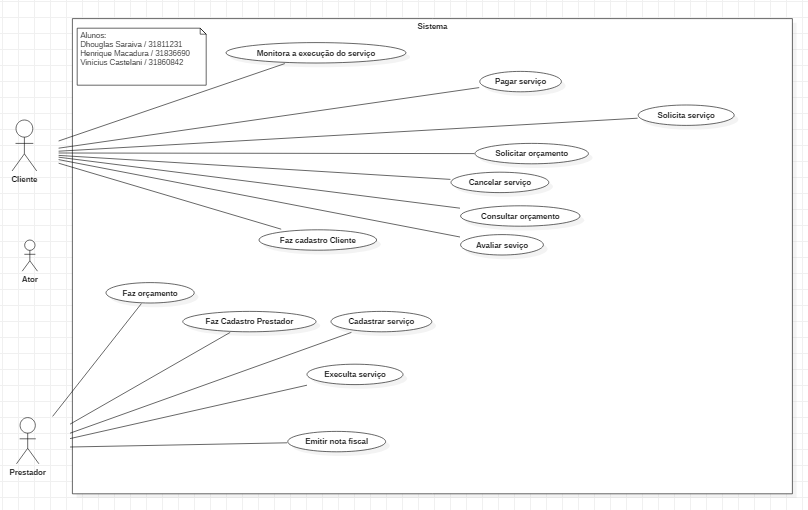 Sistema
Alunos:
Dhouglas Saraiva / 31811231
Henrique Macadura / 31836690
Vinícius Castelani / 31860842
Monitora a execução do serviço
Pagar serviço
Solicita serviço
Solicitar orçamento
Cancelar serviço
Cliente
Consultar orçamento
Faz cadastro Cliente
Avaliar seviço
Ator
Faz orçamento
Faz Cadastro Prestador
Cadastrar serviço
Execulta serviço
Emitir nota fiscal
Prestador